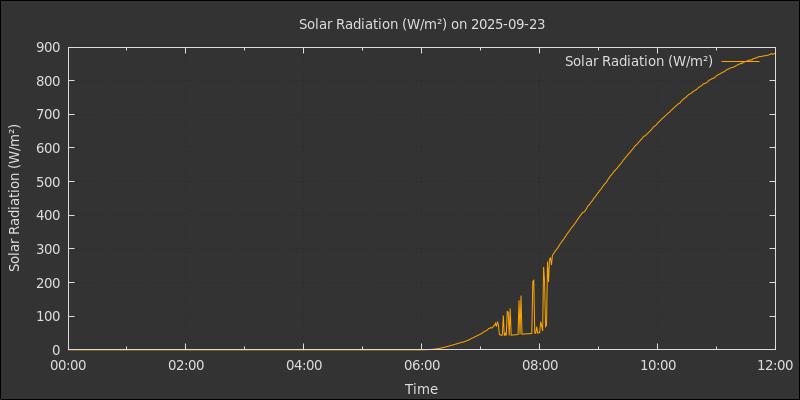 Solar Radiation (W/m²) on 2025-09-23
Solar Radiation (W/m²)
900
800
700
600
500
400
300
200
100
0
Solar Radiation (W/m²)
00:00 02:00 04:00 06:00 08:00 10:00 12:00
Time